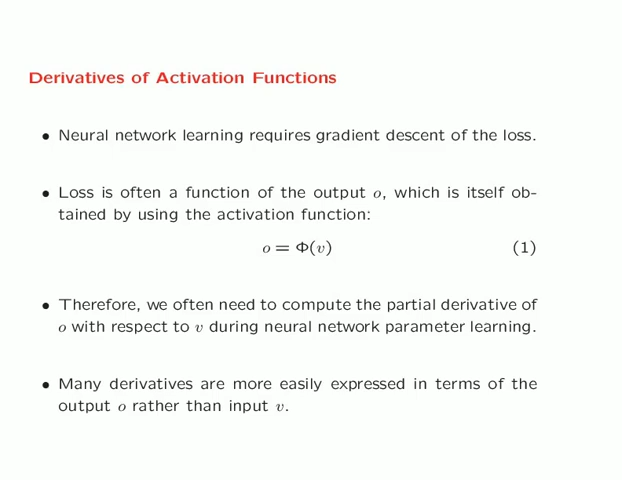 Derivatives of Activation Functions
• Neural network learning requires gradient descent of the loss.
• Loss is often a function of the output o, which is itself ob-
tained by using the activation function:
o = Φ(v) (1)
• Therefore, we often need to compute the partial derivative of
o with respect to v during neural network parameter learning.
• Many derivatives are more easily expressed in terms of the
output o rather than input v.